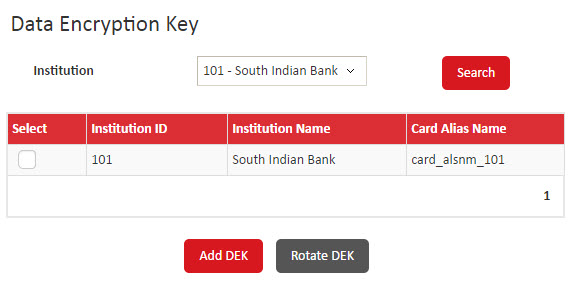 Data Encryption Key
Institution 101 - South Indian Bank Search
Select Institution ID Institution Name Card Alias Name
101 South Indian Bank card_alsnm_101
1
Add DEK Rotate DEK